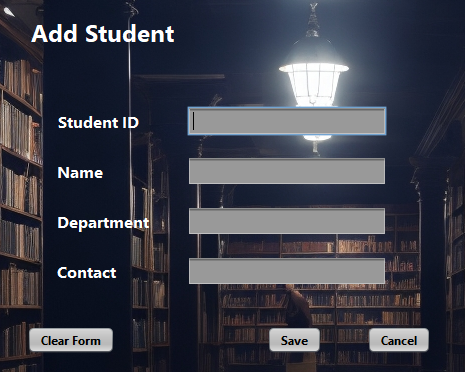 Add Student
Student ID
Name
Department
Contact
Clear Form Save Cancel